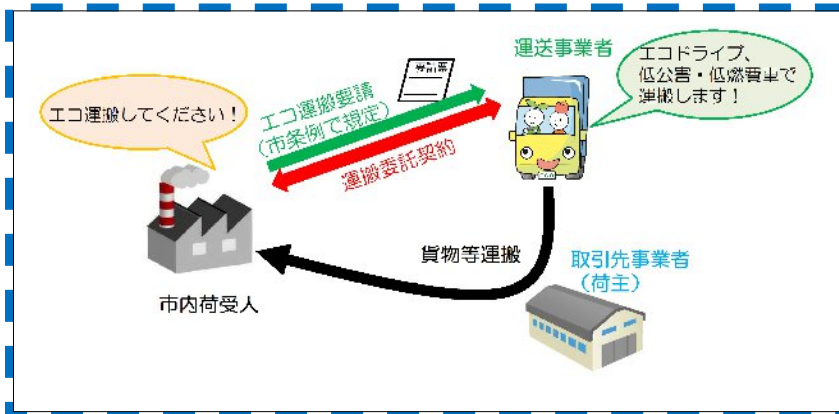 運送事業者
エコドライブ、
低公害・低燃費車で
運搬します！
要請票
エコ運搬してください！
エコ運搬要請
（市条例で規定）
運搬委託契約
貨物等運搬
取引先事業者
（荷主）
市内荷受人